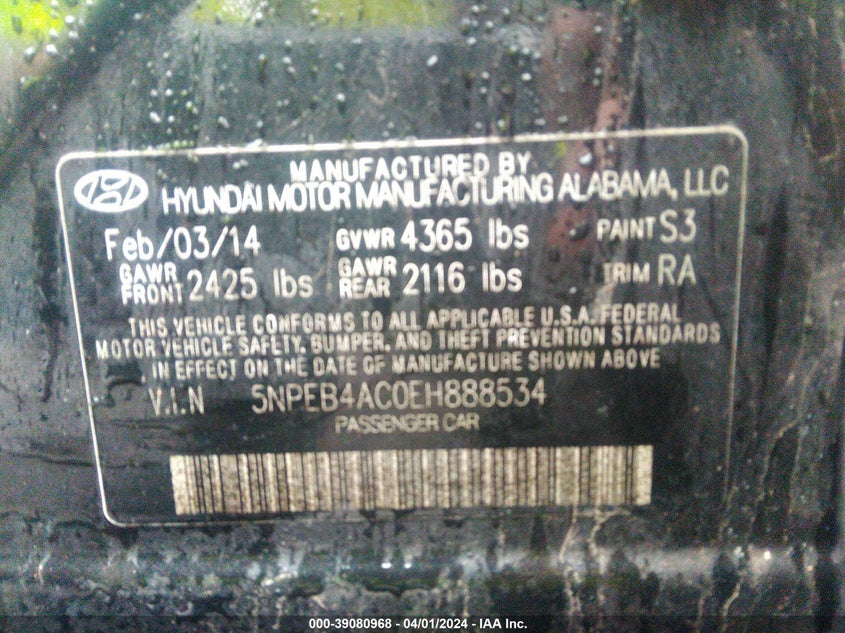 MANUFACTURED BY
HYUNDAI MOTOR MANUFACTURING ALABAMA, LLC
Feb/03/14 GVWR 4365 lbs PAINT S3
GAWR FRONT 2425 lbs GAWR REAR 2116 lbs TRIM RA
THIS VEHICLE CONFORMS TO ALL APPLICABLE U.S.A. FEDERAL
MOTOR VEHICLE SAFETY, BUMPER, AND THEFT PREVENTION STANDARDS
IN EFFECT ON THE DATE OF MANUFACTURE SHOWN ABOVE
V.I.N 5NPEB4AC0EH888534
PASSENGER CAR
000-39080968 - 04/01/2024 - IAA Inc.